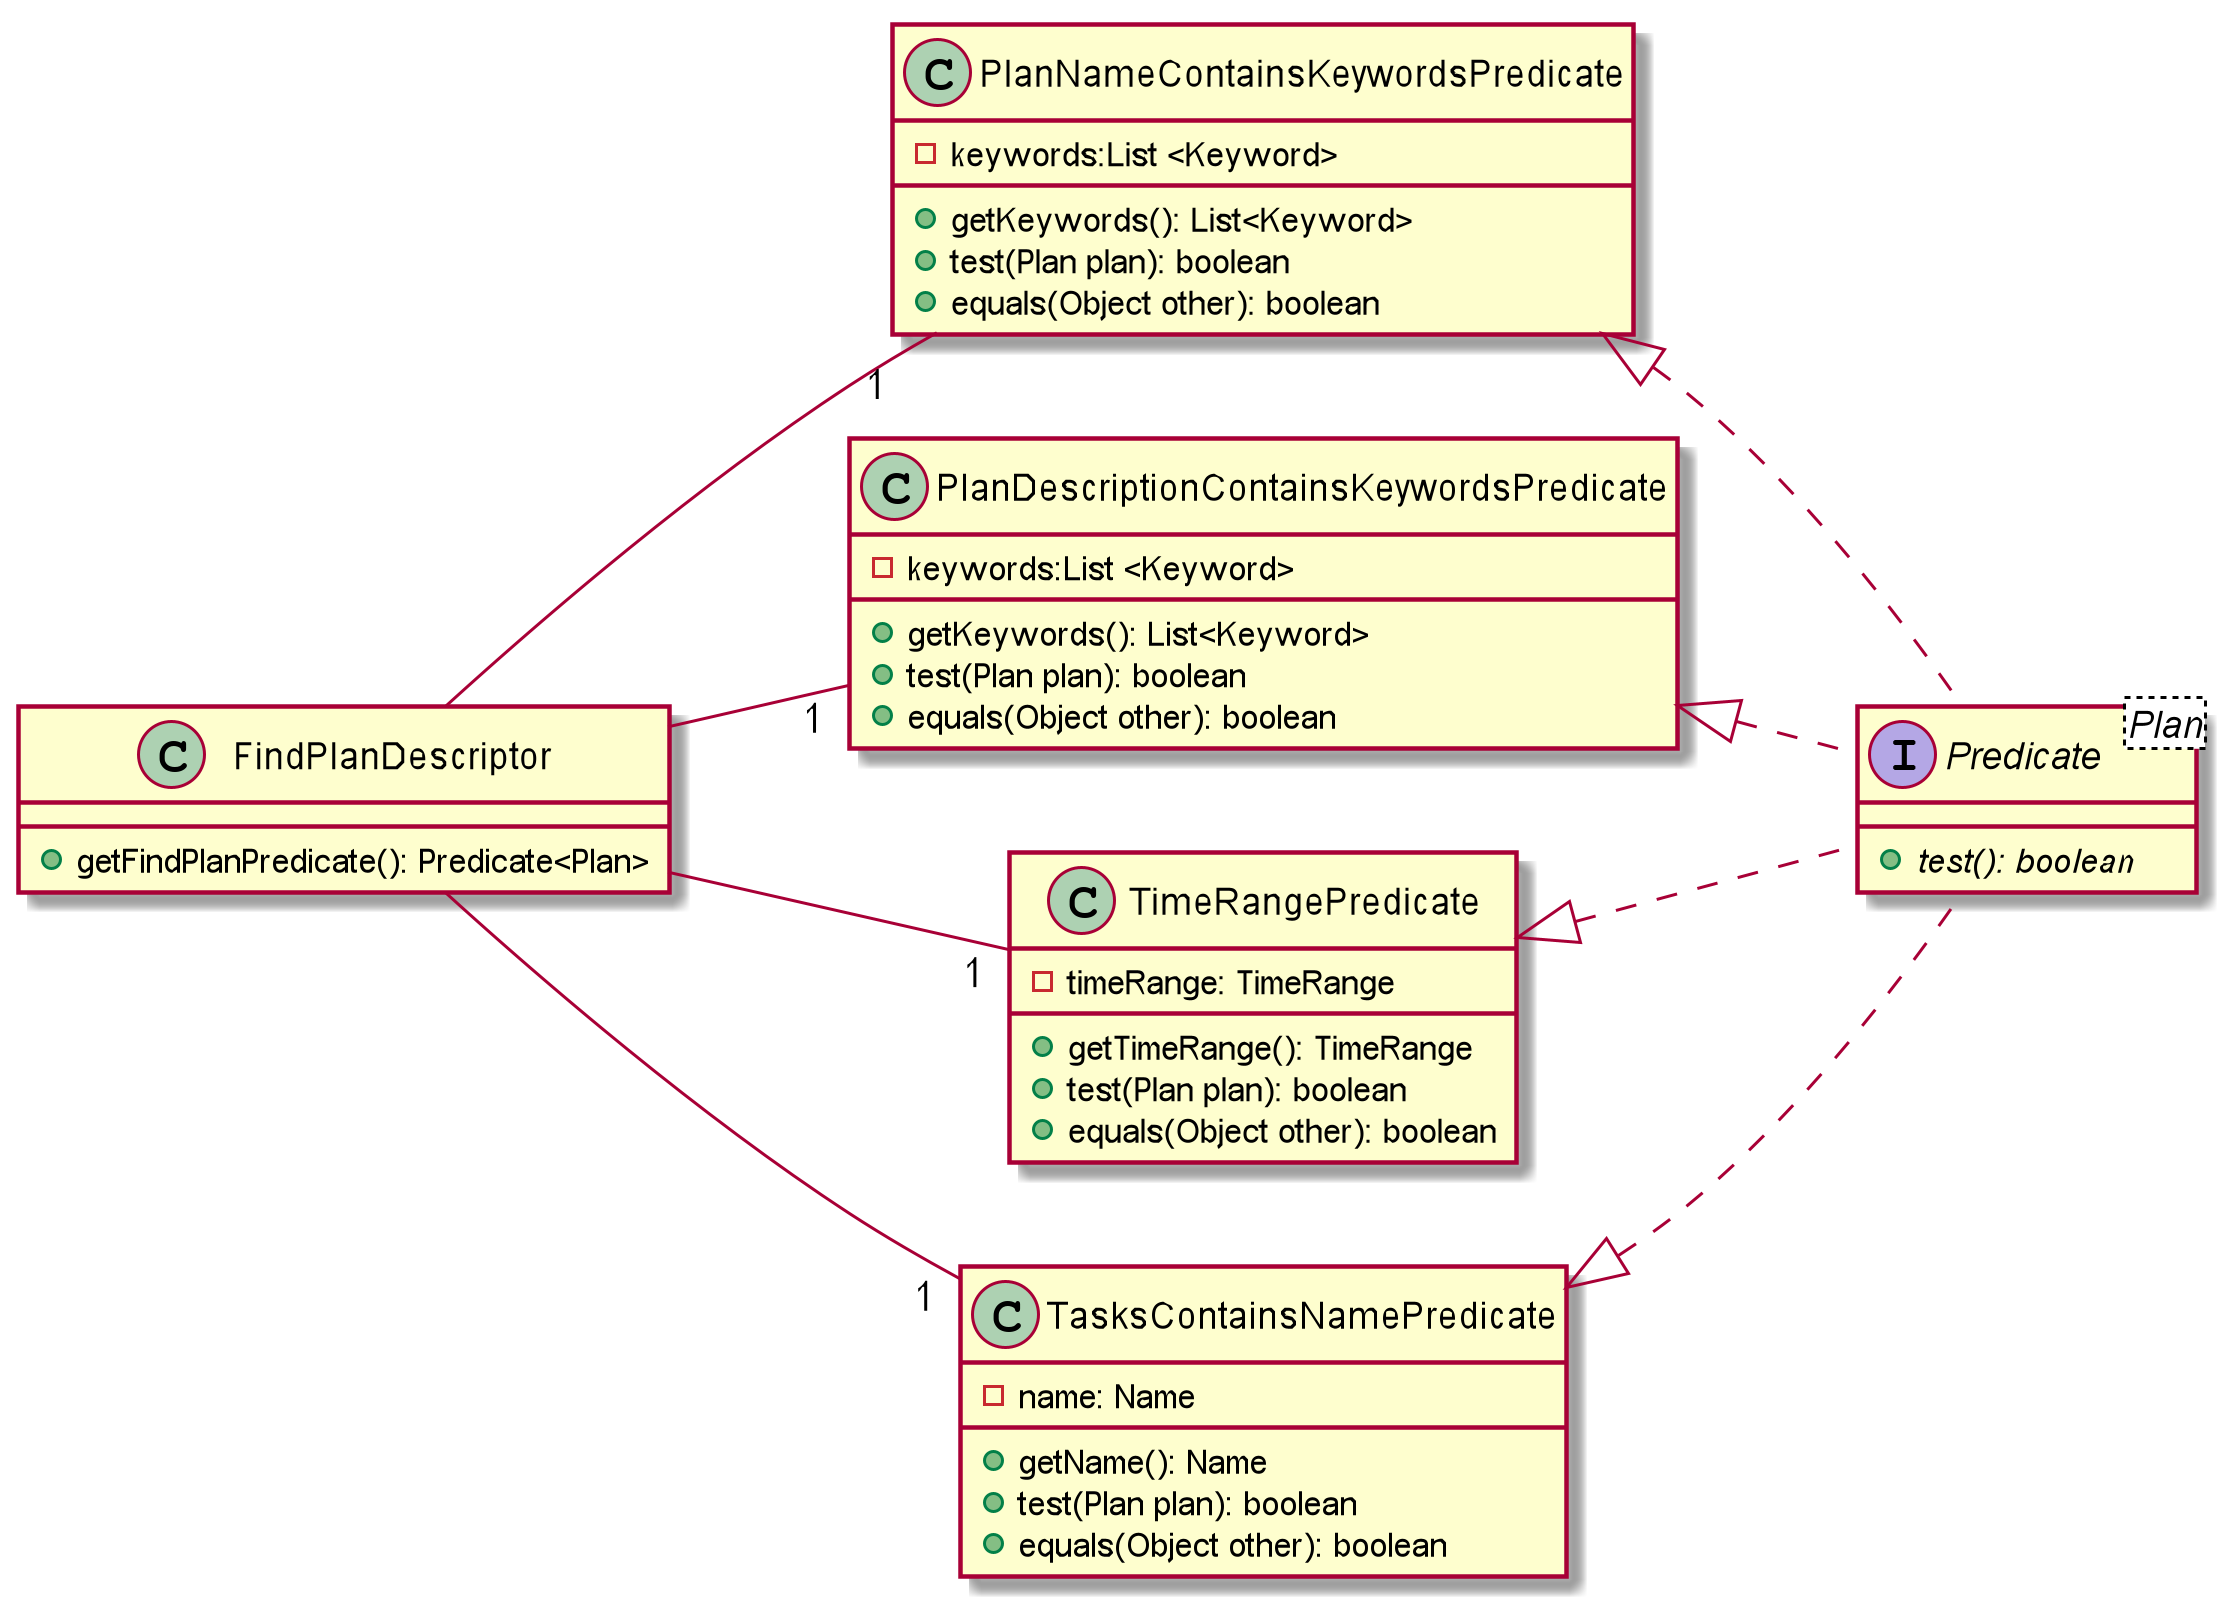 C PlanNameContainsKeywordsPredicate
keywords:List <Keyword>
getKeywords(): List<Keyword>
test(Plan plan): boolean
equals(Object other): boolean
1
C PlanDescriptionContainsKeywordsPredicate
keywords:List <Keyword>
getKeywords(): List<Keyword>
test(Plan plan): boolean
equals(Object other): boolean
1
C FindPlanDescriptor
getFindPlanPredicate(): Predicate<Plan>
Plan
I Predicate
test(): boolean
C TimeRangePredicate
1
timeRange: TimeRange
getTimeRange(): TimeRange
test(Plan plan): boolean
equals(Object other): boolean
1
C TasksContainsNamePredicate
name: Name
getName(): Name
test(Plan plan): boolean
equals(Object other): boolean